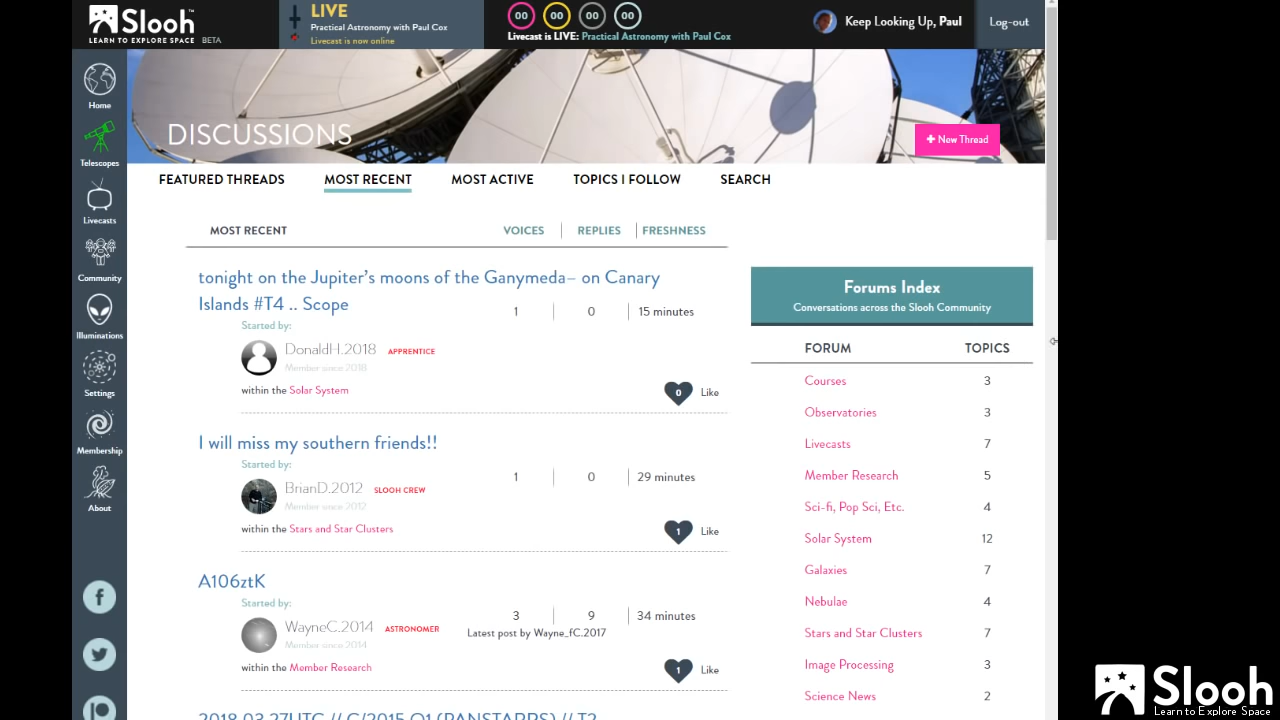 Slooh™
LEARN TO EXPLORE SPACE BETA
LIVE
Practical Astronomy with Paul Cox
Livecast is now online
00 00 00 00
Livecast is LIVE: Practical Astronomy with Paul Cox
Keep Looking Up, Paul
Log-out
Home
Telescopes
Livecasts
Community
Illuminations
Settings
Membership
About
DISCUSSIONS
+ New Thread
FEATURED THREADS MOST RECENT MOST ACTIVE TOPICS I FOLLOW SEARCH
MOST RECENT VOICES REPLIES FRESHNESS
tonight on the Jupiter’s moons of the Ganymeda– on Canary
Islands #T4 .. Scope
1 0 15 minutes
Started by:
DonaldH.2018 APPRENTICE
Member since 2018
within the Solar System
0 Like
I will miss my southern friends!!
Started by:
1 0 29 minutes
BrianD.2012 SLOOH CREW
Member since 2012
within the Stars and Star Clusters
1 Like
A106ztK
Started by:
3 9 34 minutes
Latest post by Wayne_fC.2017
WayneC.2014 ASTRONOMER
Member since 2014
within the Member Research
1 Like
2018 03 27UTC // C/2015 O1 (PANSTARRS) // T2
Forums Index
Conversations across the Slooh Community
FORUM TOPICS
Courses 3
Observatories 3
Livecasts 7
Member Research 5
Sci-fi, Pop Sci, Etc. 4
Solar System 12
Galaxies 7
Nebulae 4
Stars and Star Clusters 7
Image Processing 3
Science News 2
Slooh
Learn to Explore Space